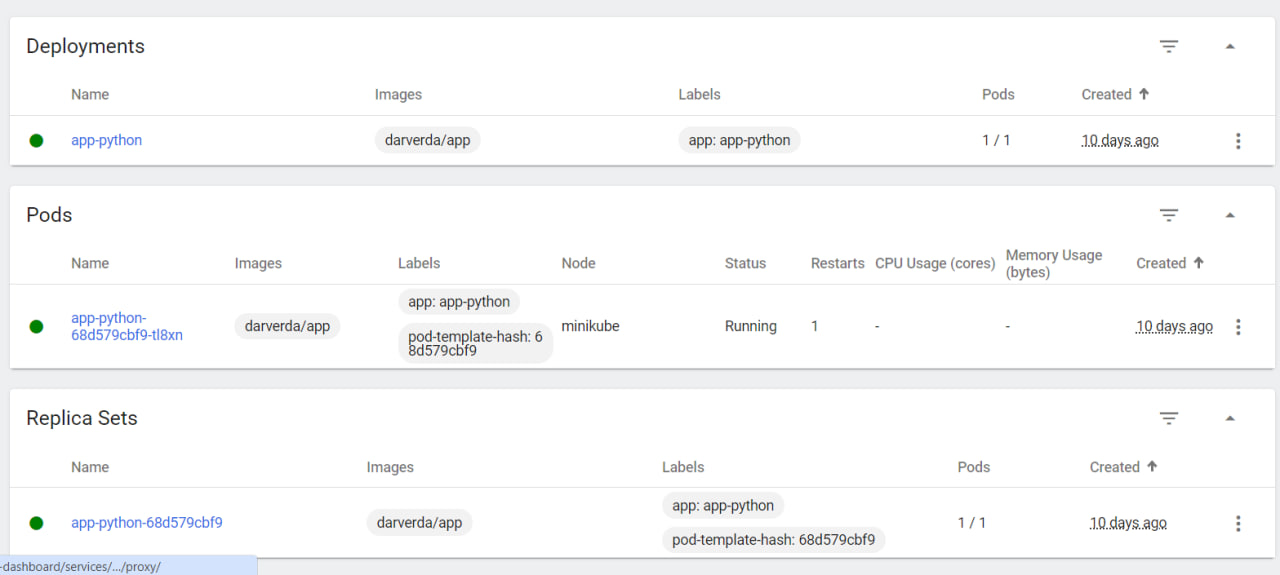 Deployments
Name Images Labels Pods Created
app-python darverda/app app: app-python 1 / 1 10 days ago
Pods
Name Images Labels Node Status Restarts CPU Usage (cores) Memory Usage
(bytes) Created
app-python-
68d579cbf9-tl8xn darverda/app app: app-python
pod-template-hash: 6
8d579cbf9 minikube Running 1 - - 10 days ago
Replica Sets
Name Images Labels Pods Created
app-python-68d579cbf9 darverda/app app: app-python
pod-template-hash: 68d579cbf9 1 / 1 10 days ago
-dashboard/services/.../proxy/